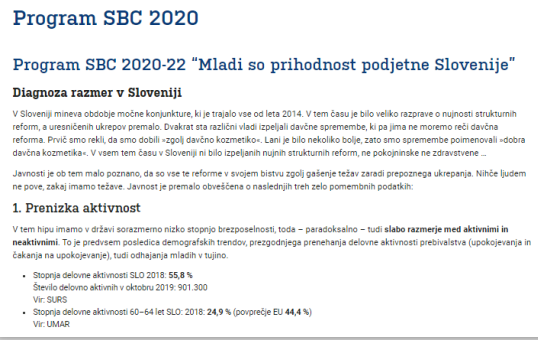 Program SBC 2020
Program SBC 2020-22 “Mladi so prihodnost podjetne Slovenije”
Diagnoza razmer v Sloveniji
V Sloveniji mineva obdobje močne konjunkture, ki je trajalo vse od leta 2014. V tem času je bilo veliko razprave o nujnosti strukturnih
reform, a uresničenih ukrepov premalo. Dvakrat sta različni vladi izpeljali davčne spremembe, ki pa jima ne moremo reči davčna
reforma. Prvič smo rekli, da smo dobili »zgolj davčno kozmetiko«. Lani je bilo nekoliko bolje, zato smo spremembe poimenovali »dobra
davčna kozmetika«. V vsem tem času v Sloveniji ni bilo izpeljanih nujnih strukturnih reform, ne pokojninske ne zdravstvene ...
Javnosti je ob tem malo poznano, da so vse te reforme v svojem bistvu zgolj gašenje težav zaradi prepoznega ukrepanja. Nihče ljudem
ne pove, zakaj imamo težave. Javnost je premalo obveščena o naslednjih treh zelo pomembnih podatkih:
1. Prenizka aktivnost
V tem hipu imamo v državi sorazmerno nizko stopnjo brezposelnosti, toda – paradoksalno – tudi slabo razmerje med aktivnimi in
neaktivnimi. To je predvsem posledica demografskih trendov, prezgodnjega prenehanja delovne aktivnosti prebivalstva (upokojevanja in
čakanja na upokojevanje), tudi odhajanja mladih v tujino.
• Stopnja delovne aktivnosti SLO 2018: 55,8 %
Število delovno aktivnih v oktobru 2019: 901.300
Vir: SURS
• Stopnja delovne aktivnosti 60–64 let SLO: 2018: 24,9 % (povprečje EU 44,4 %)
Vir: UMAR